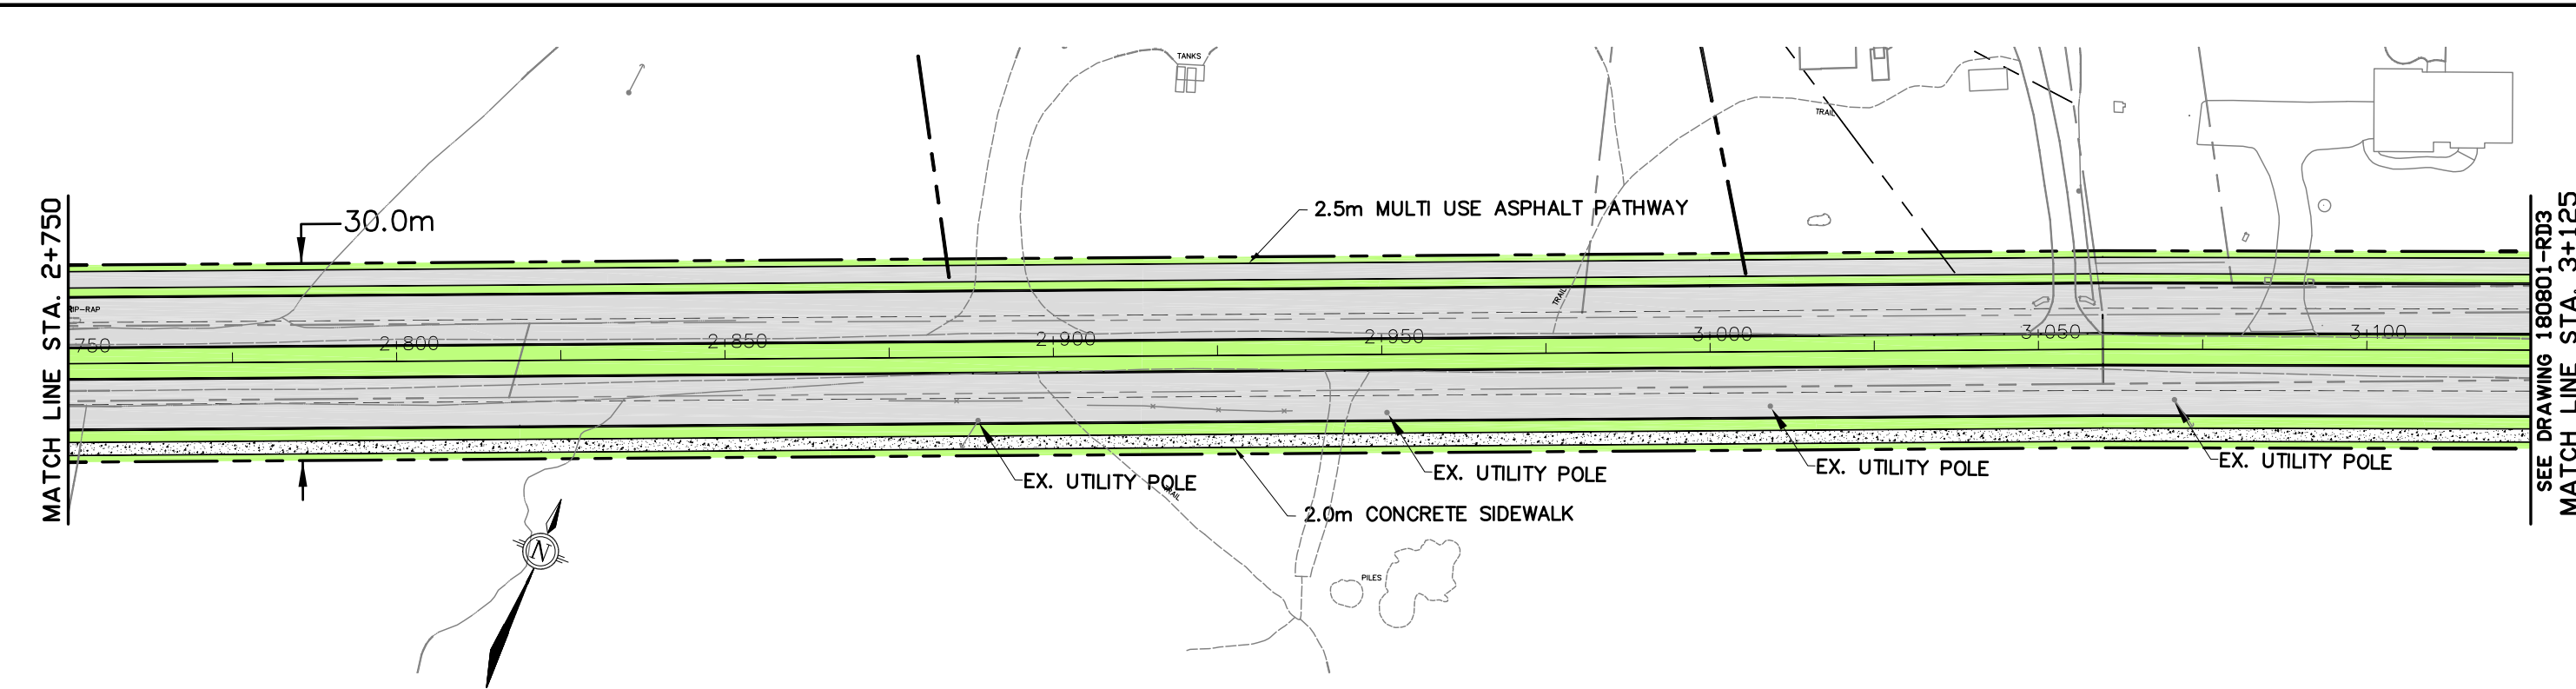 TANKS
TRAIL
MATCH LINE STA. 2+750
30.0m
2.5m MULTI USE ASPHALT PATHWAY
SEE DRAWING 180801-RD3
MATCH LINE STA. 3+125
RIP-RAP
TRAIL
750
2+800
2+850
2+900
2+950
3+000
3+050
3+100
EX. UTILITY POLE
EX. UTILITY POLE
EX. UTILITY POLE
EX. UTILITY POLE
TRAIL
2.0m CONCRETE SIDEWALK
N
PILES